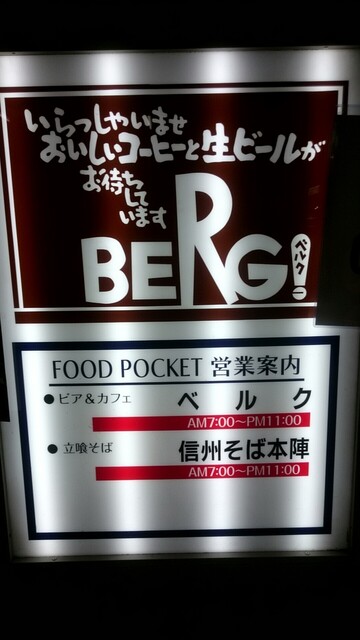 いらっしゃいませ
おいしいコーヒーと生ビールが
お待ち
して
います
BERG!
ベルク
FOOD POCKET 営業案内
●ビア&カフェ ベルク
AM7:00～PM11:00
●立喰そば 信州そば本陣
AM7:00～PM11:00